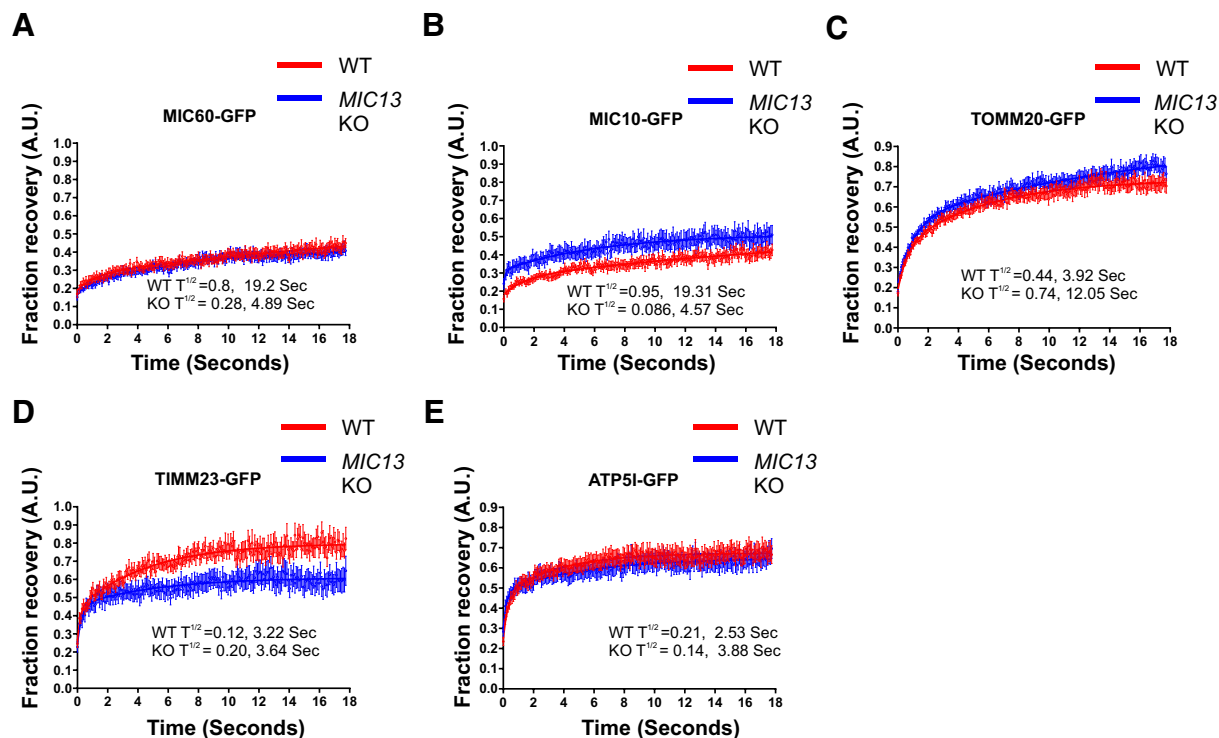 A
WT
MIC13
KO
MIC60-GFP
Fraction recovery (A.U.)
1.0
0.9
0.8
0.7
0.6
0.5
0.4
0.3
0.2
0.1
0.0
WT T1/2 =0.8, 19.2 Sec
KO T1/2 = 0.28, 4.89 Sec
0 2 4 6 8 10 12 14 16 18
Time (Seconds)
B
WT
MIC13
KO
MIC10-GFP
Fraction recovery (A.U.)
1.0
0.9
0.8
0.7
0.6
0.5
0.4
0.3
0.2
0.1
0.0
WT T1/2 =0.95, 19.31 Sec
KO T1/2 = 0.086, 4.57 Sec
0 2 4 6 8 10 12 14 16 18
Time (Seconds)
C
WT
MIC13
KO
TOMM20-GFP
Fraction recovery (A.U.)
0.9
0.8
0.7
0.6
0.5
0.4
0.3
0.2
0.1
0.0
WT T1/2 =0.44, 3.92 Sec
KO T1/2 = 0.74, 12.05 Sec
0 2 4 6 8 10 12 14 16 18
Time (Seconds)
D
WT
MIC13
KO
TIMM23-GFP
Fraction recovery (A.U.)
1.0
0.9
0.8
0.7
0.6
0.5
0.4
0.3
0.2
0.1
0.0
WT T1/2 =0.12, 3.22 Sec
KO T1/2 = 0.20, 3.64 Sec
0 2 4 6 8 10 12 14 16 18
Time (Seconds)
E
WT
MIC13
KO
ATP5I-GFP
Fraction recovery (A.U.)
0.9
0.8
0.7
0.6
0.5
0.4
0.3
0.2
0.1
0.0
WT T1/2 =0.21, 2.53 Sec
KO T1/2 = 0.14, 3.88 Sec
0 2 4 6 8 10 12 14 16 18
Time (Seconds)